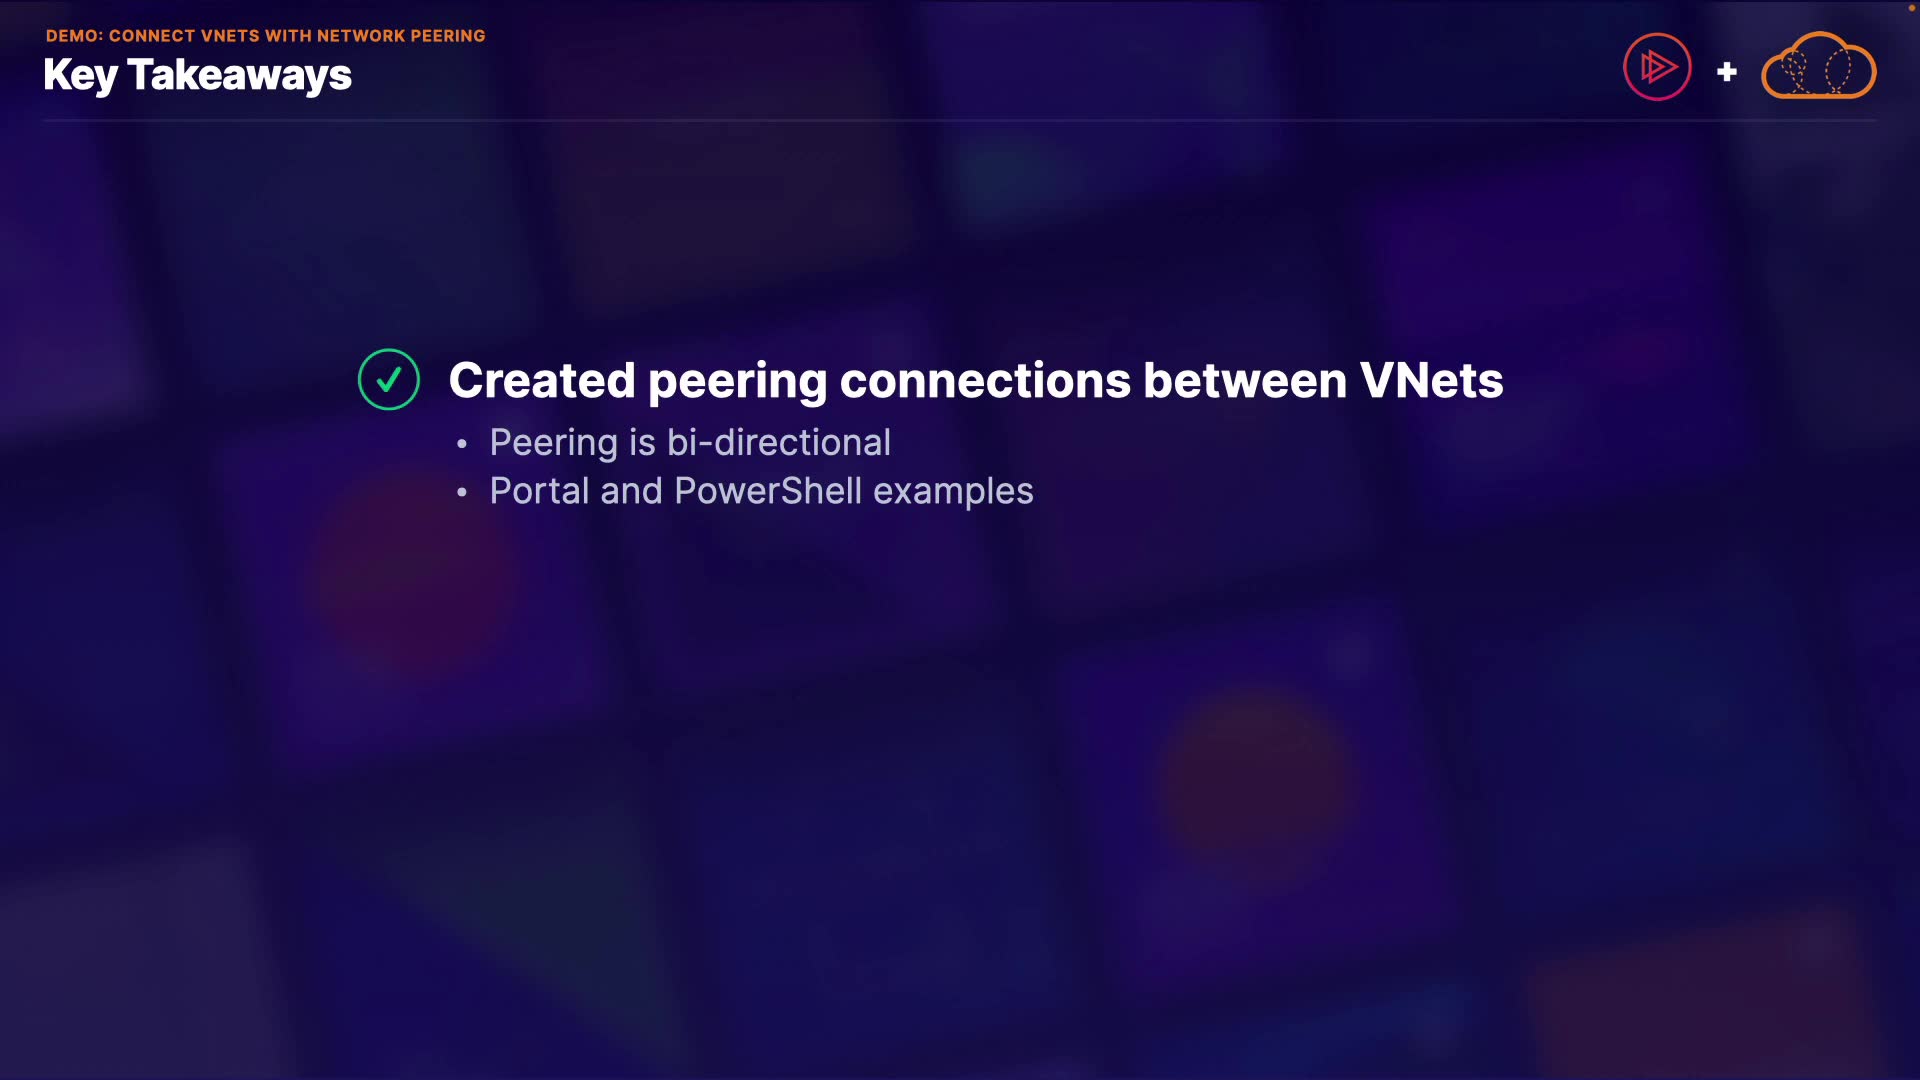 DEMO: CONNECT VNETS WITH NETWORK PEERING
Key Takeaways
Created peering connections between VNets
• Peering is bi-directional
• Portal and PowerShell examples